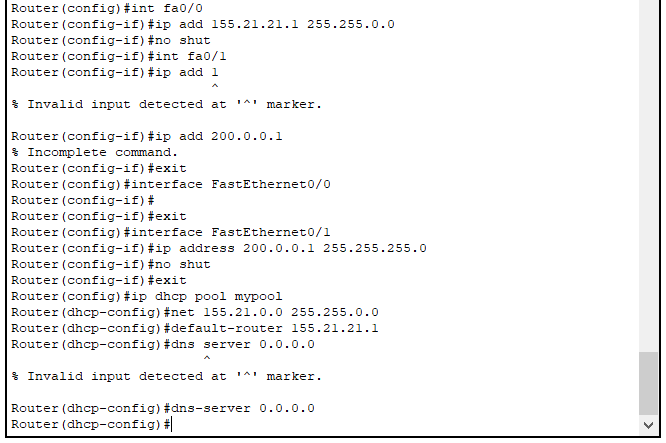 Router(config)#int fa0/0
Router(config-if)#ip add 155.21.21.1 255.255.0.0
Router(config-if)#no shut
Router(config-if)#int fa0/1
Router(config-if)#ip add 1
^
% Invalid input detected at '^' marker.
Router(config-if)#ip add 200.0.0.1
% Incomplete command.
Router(config-if)#exit
Router(config)#interface FastEthernet0/0
Router(config-if)#
Router(config-if)#exit
Router(config)#interface FastEthernet0/1
Router(config-if)#ip address 200.0.0.1 255.255.255.0
Router(config-if)#no shut
Router(config-if)#exit
Router(config)#ip dhcp pool mypool
Router(dhcp-config)#net 155.21.0.0 255.255.0.0
Router(dhcp-config)#default-router 155.21.21.1
Router(dhcp-config)#dns server 0.0.0.0
^
% Invalid input detected at '^' marker.
Router(dhcp-config)#dns-server 0.0.0.0
Router(dhcp-config)#